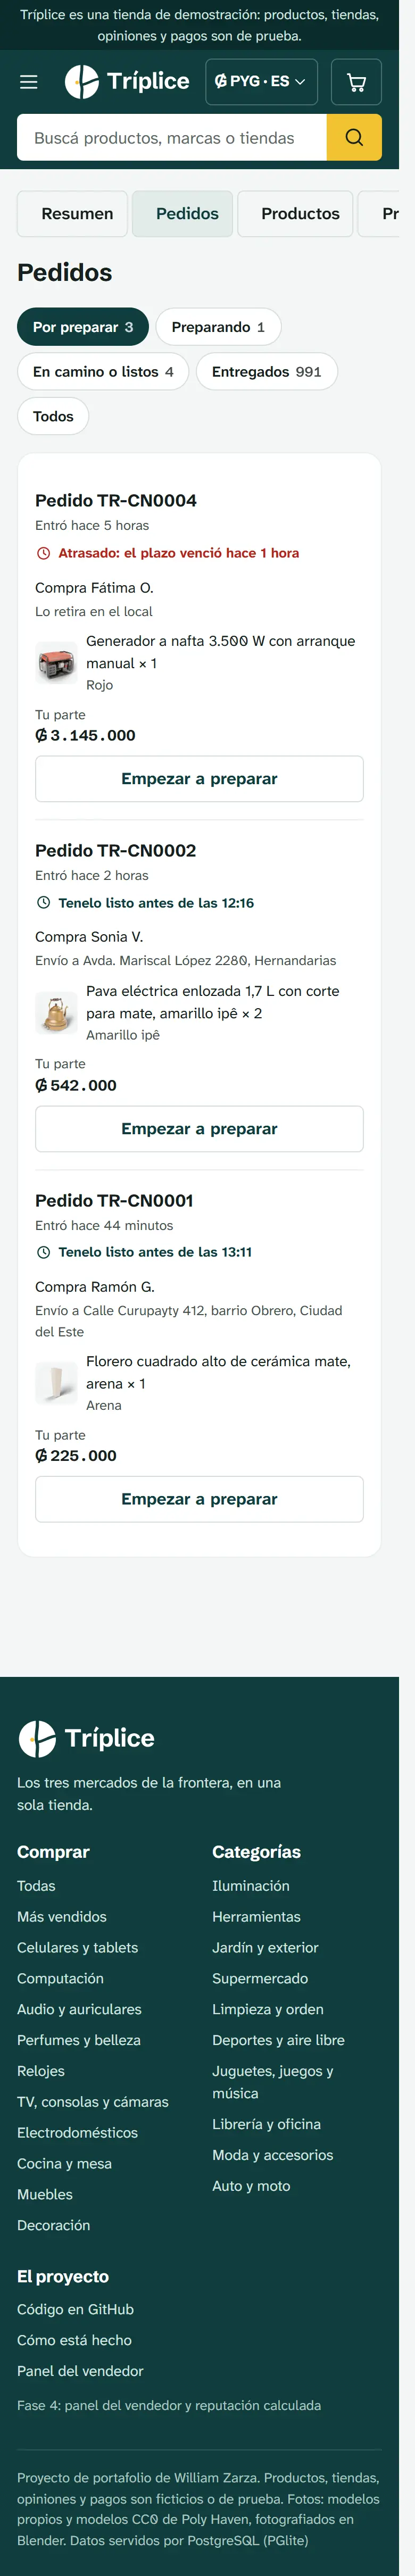 Tríplice es una tienda de demostración: productos, tiendas,
opiniones y pagos son de prueba.
Tríplice
₲ PYG · ES
Buscá productos, marcas o tiendas
Resumen
Pedidos
Productos
Pr
Pedidos
Por preparar 3
Preparando 1
En camino o listos 4
Entregados 991
Todos
Pedido TR-CN0004
Entró hace 5 horas
Atrasado: el plazo venció hace 1 hora
Compra Fátima O.
Lo retira en el local
Generador a nafta 3.500 W con arranque
manual × 1
Rojo
Tu parte
₲ 3.145.000
Empezar a preparar
Pedido TR-CN0002
Entró hace 2 horas
Tenelo listo antes de las 12:16
Compra Sonia V.
Envío a Avda. Mariscal López 2280, Hernandarias
Pava eléctrica enlozada 1,7 L con corte
para mate, amarillo ipê × 2
Amarillo ipê
Tu parte
₲ 542.000
Empezar a preparar
Pedido TR-CN0001
Entró hace 44 minutos
Tenelo listo antes de las 13:11
Compra Ramón G.
Envío a Calle Curupayty 412, barrio Obrero, Ciudad
del Este
Florero cuadrado alto de cerámica mate,
arena × 1
Arena
Tu parte
₲ 225.000
Empezar a preparar
Tríplice
Los tres mercados de la frontera, en una
sola tienda.
Comprar
Todas
Más vendidos
Celulares y tablets
Computación
Audio y auriculares
Perfumes y belleza
Relojes
TV, consolas y cámaras
Electrodomésticos
Cocina y mesa
Muebles
Decoración
Categorías
Iluminación
Herramientas
Jardín y exterior
Supermercado
Limpieza y orden
Deportes y aire libre
Juguetes, juegos y
música
Librería y oficina
Moda y accesorios
Auto y moto
El proyecto
Código en GitHub
Cómo está hecho
Panel del vendedor
Fase 4: panel del vendedor y reputación calculada
Proyecto de portafolio de William Zarza. Productos, tiendas,
opiniones y pagos son ficticios o de prueba. Fotos: modelos
propios y modelos CC0 de Poly Haven, fotografiados en
Blender. Datos servidos por PostgreSQL (PGlite)